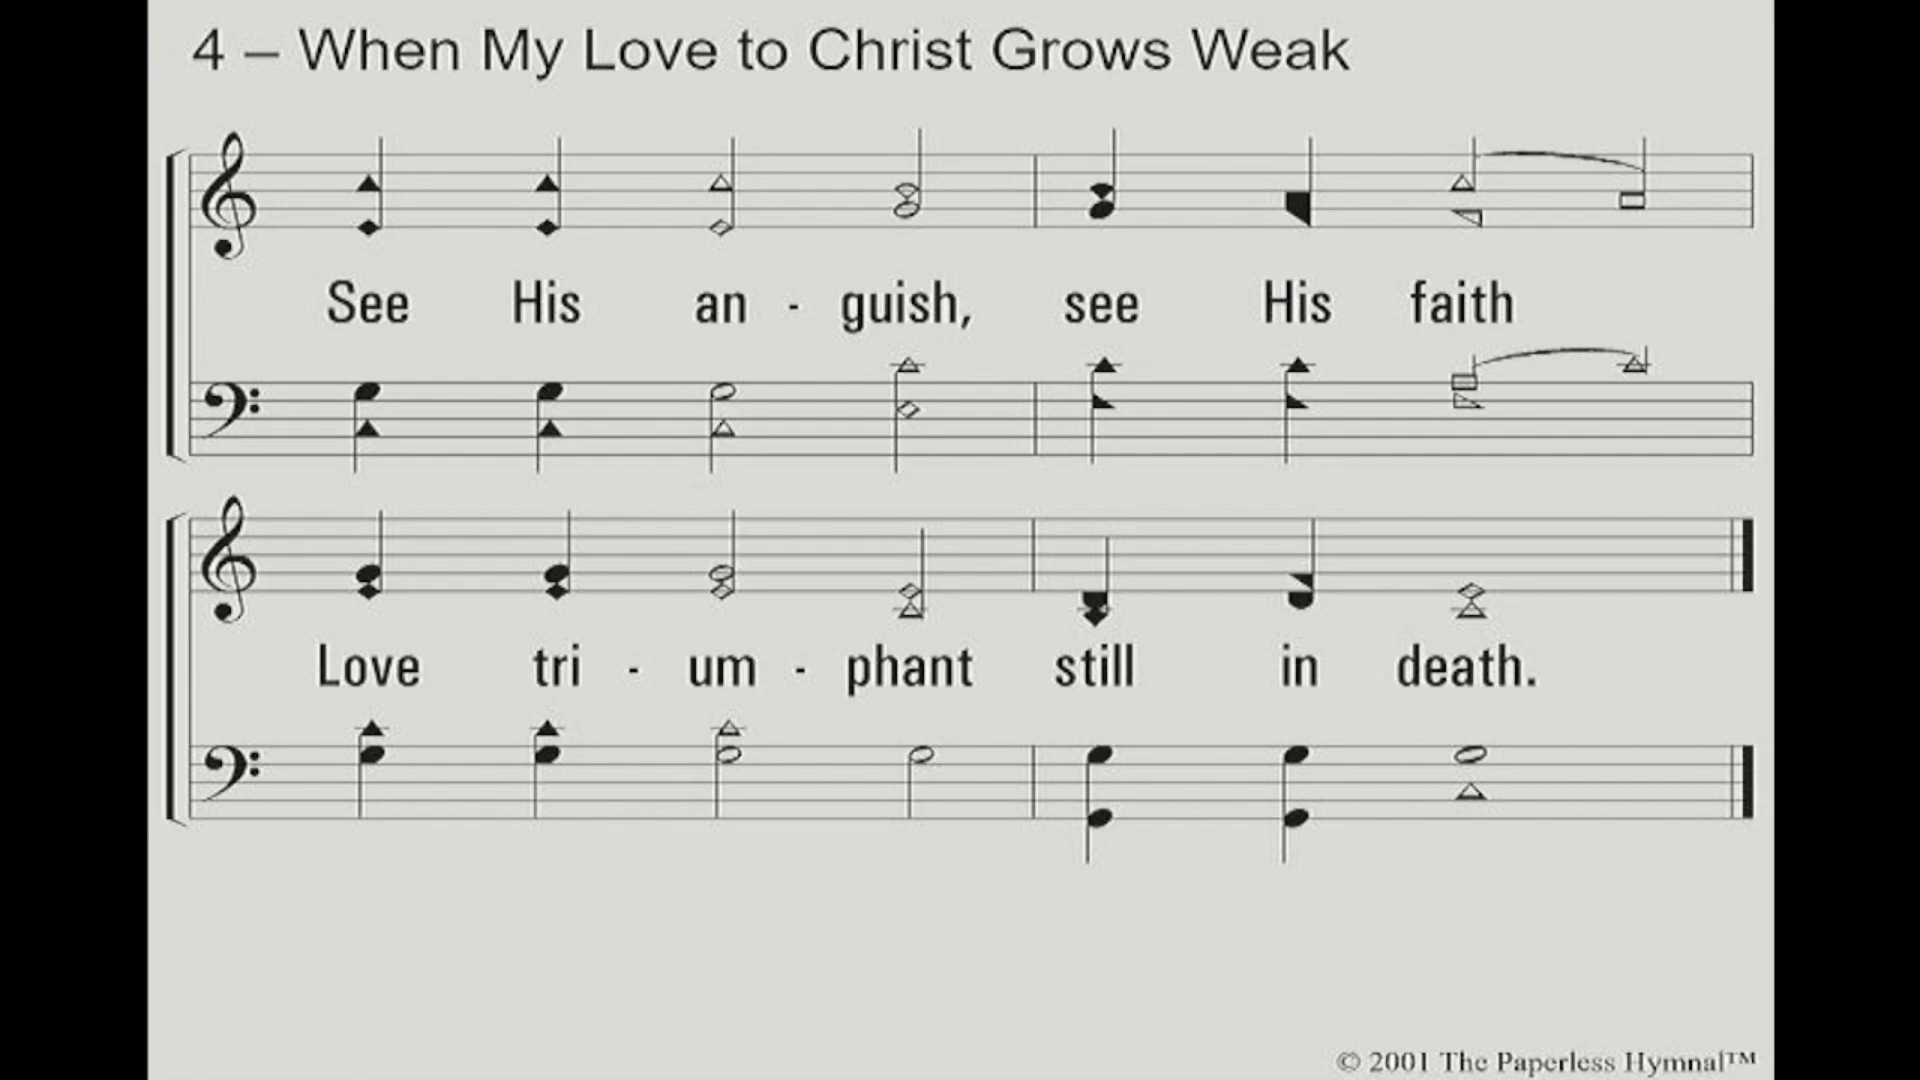 4 – When My Love to Christ Grows Weak
See His an - guish, see His faith
Love tri - um - phant still in death.
© 2001 The Paperless Hymnal™